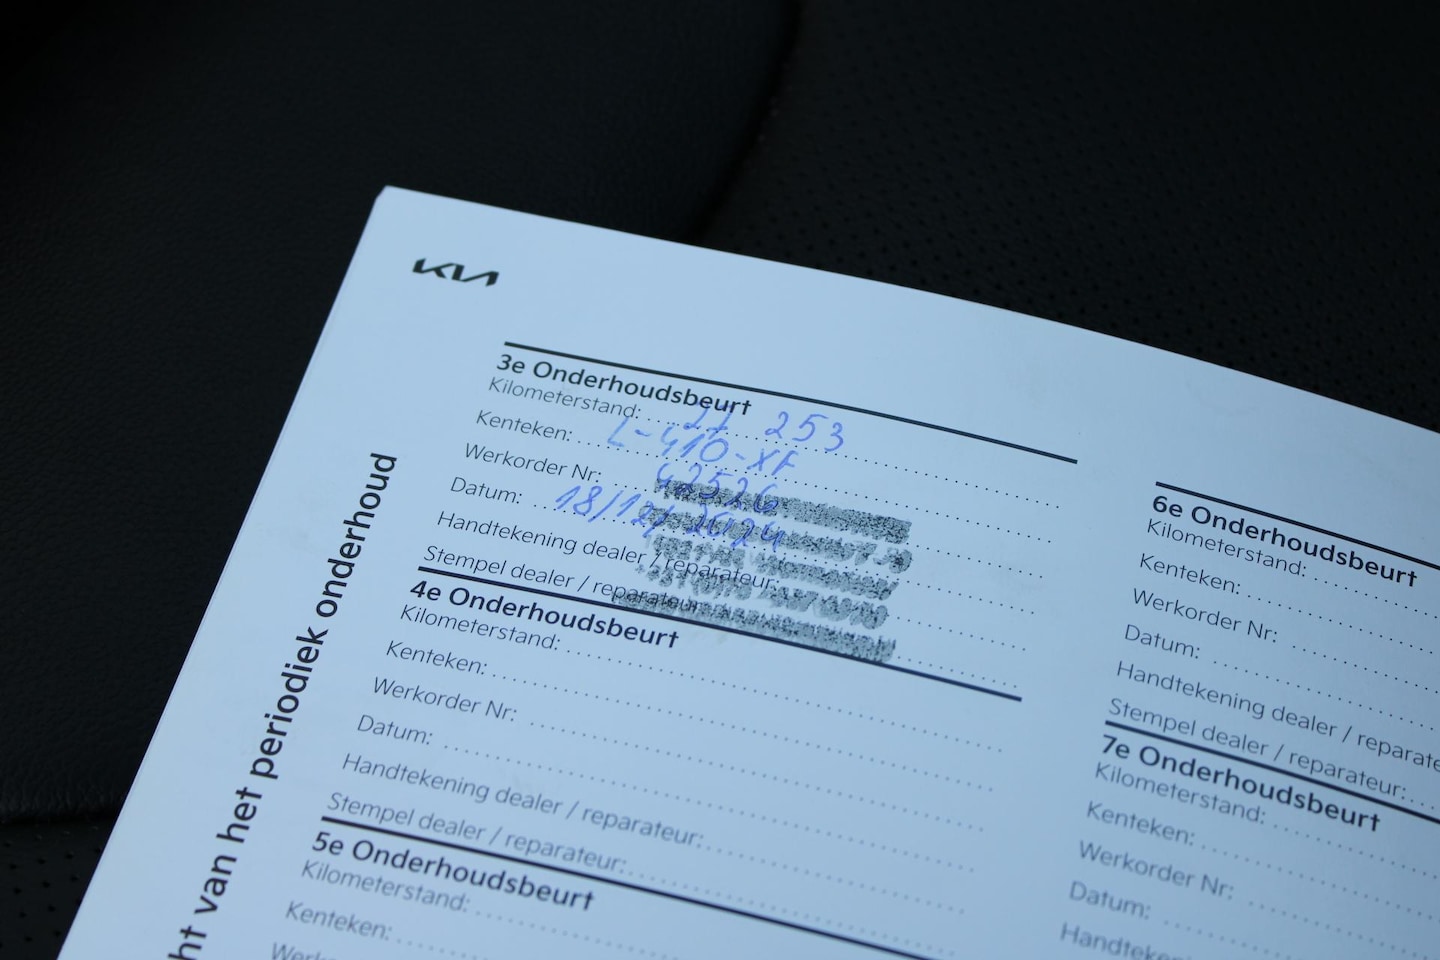 KIA
3e Onderhoudsbeurt
Kilometerstand: 21 253
Kenteken: L-410-XF
Werkorder Nr: 42526
Datum: 18/12/2024
Handtekening dealer / reparateur:
Stempel dealer / reparateur:
4e Onderhoudsbeurt
Kilometerstand:
Kenteken:
Werkorder Nr:
Datum:
Handtekening dealer / reparateur:
Stempel dealer / reparateur:
5e Onderhoudsbeurt
Kilometerstand:
Kenteken:
6e Onderhoudsbeurt
Kilometerstand:
Kenteken:
Werkorder Nr:
Datum:
Handtekening dealer / reparate
Stempel dealer / reparateur:
7e Onderhoudsbeurt
Kilometerstand:
Kenteken:
Werkorder Nr:
Datum:
Handteke
ht van het periodiek onderhoud